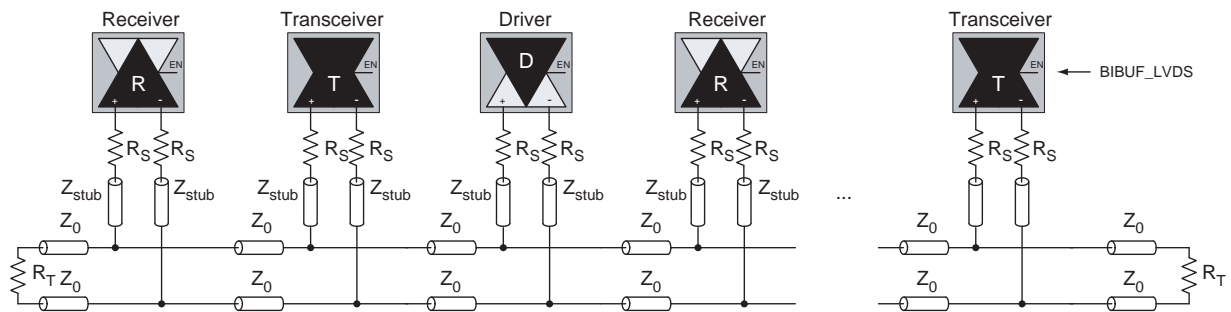 Receiver Transceiver Driver Receiver Transceiver
EN EN EN EN EN
R T D R T BIBUF_LVDS
+ - + - + - + - + -
RS RS RS RS RS RS RS RS RS RS
Zstub Zstub Zstub Zstub Zstub Zstub Zstub Zstub Zstub Zstub ...
Z0 Z0 Z0 Z0 Z0 Z0
RT Z0 Z0 Z0 Z0 Z0 Z0 RT